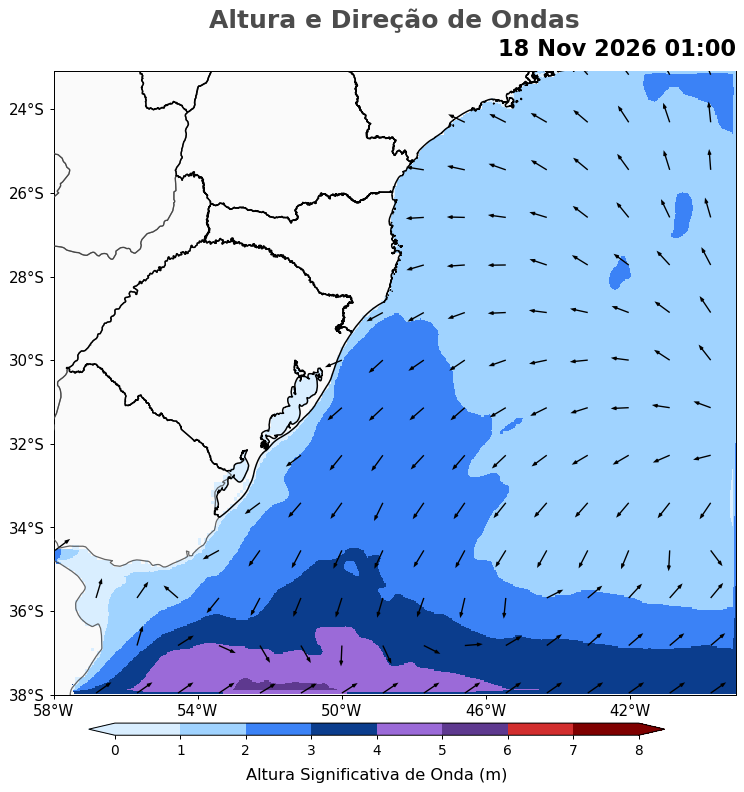 Altura e Direção de Ondas
18 Nov 2026 01:00
24°S
26°S
28°S
30°S
32°S
34°S
36°S
38°S
58°W 54°W 50°W 46°W 42°W
0 1 2 3 4 5 6 7 8
Altura Significativa de Onda (m)